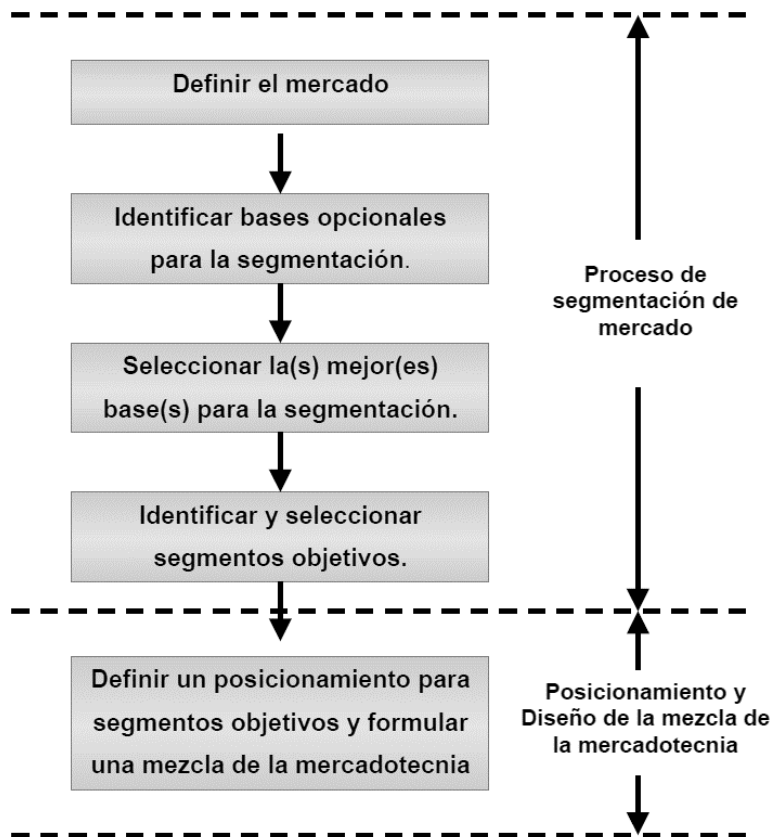 Definir el mercado
Identificar bases opcionales
para la segmentación.
Seleccionar la(s) mejor(es)
base(s) para la segmentación.
Identificar y seleccionar
segmentos objetivos.
Proceso de
segmentación de
mercado
Definir un posicionamiento para
segmentos objetivos y formular
una mezcla de la mercadotecnia
Posicionamiento y
Diseño de la mezcla de
la mercadotecnia